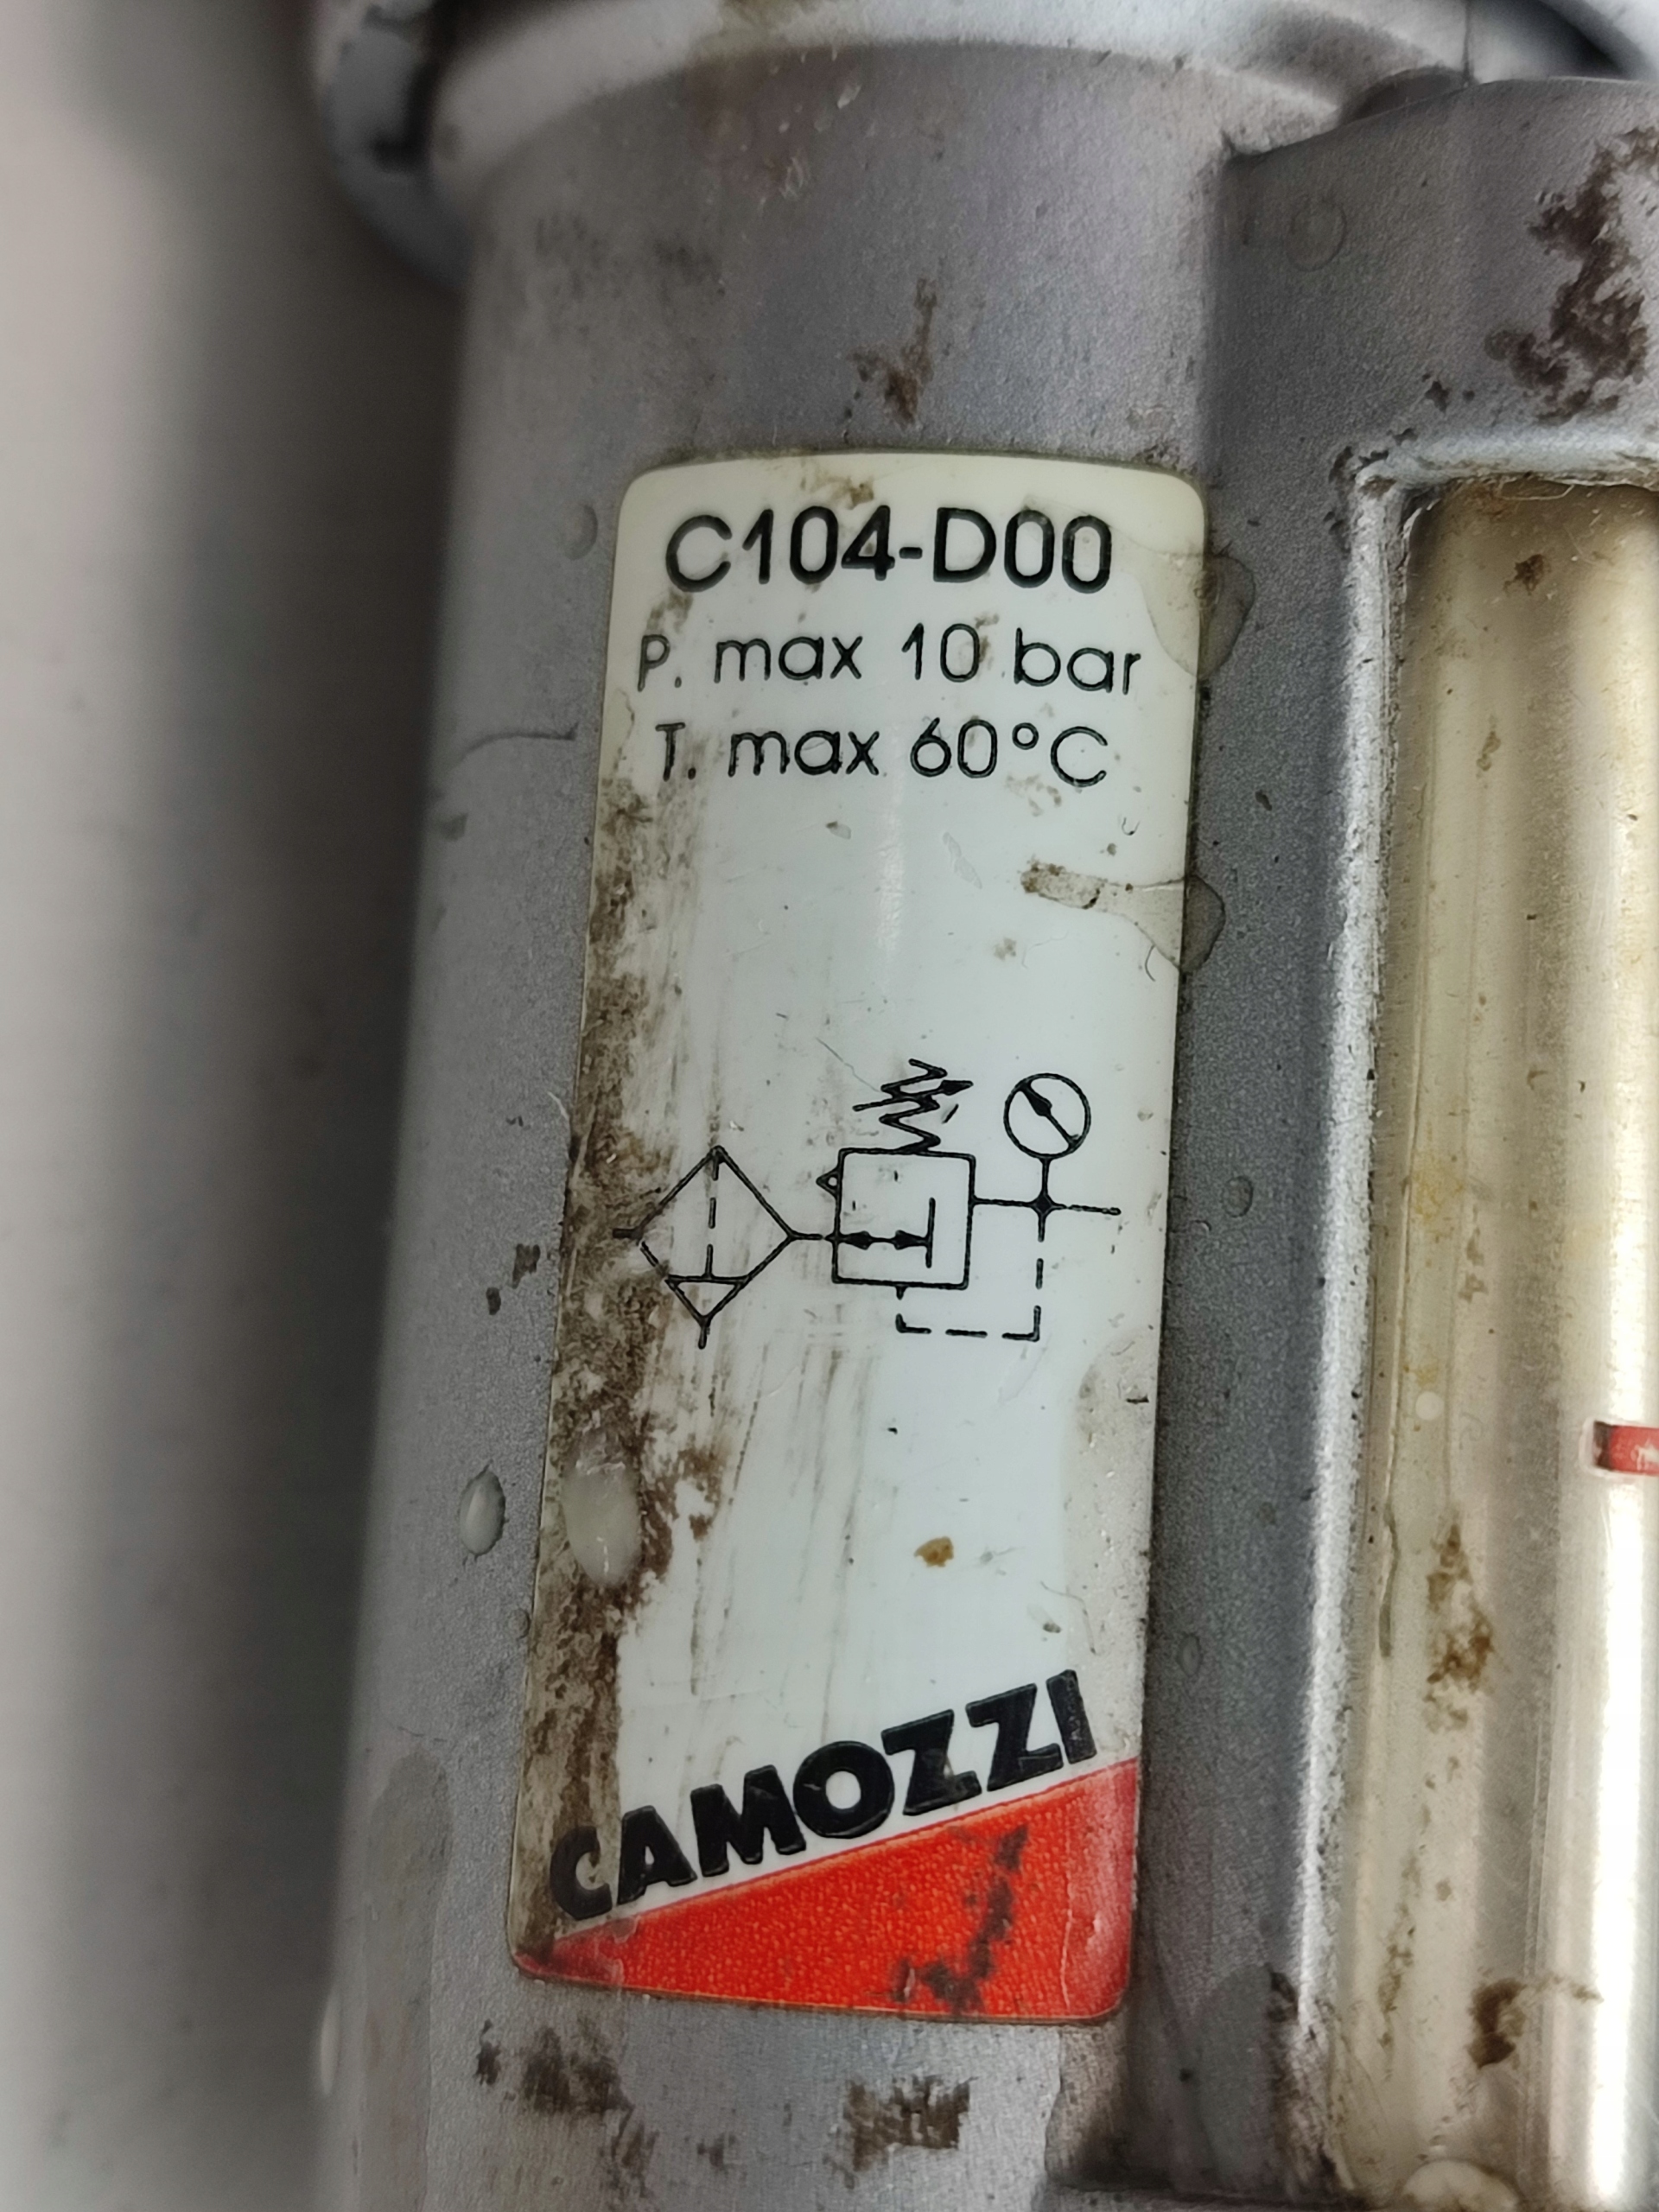 C104-D00
P. max 10 bar
T. max 60°C
CAMOZZI